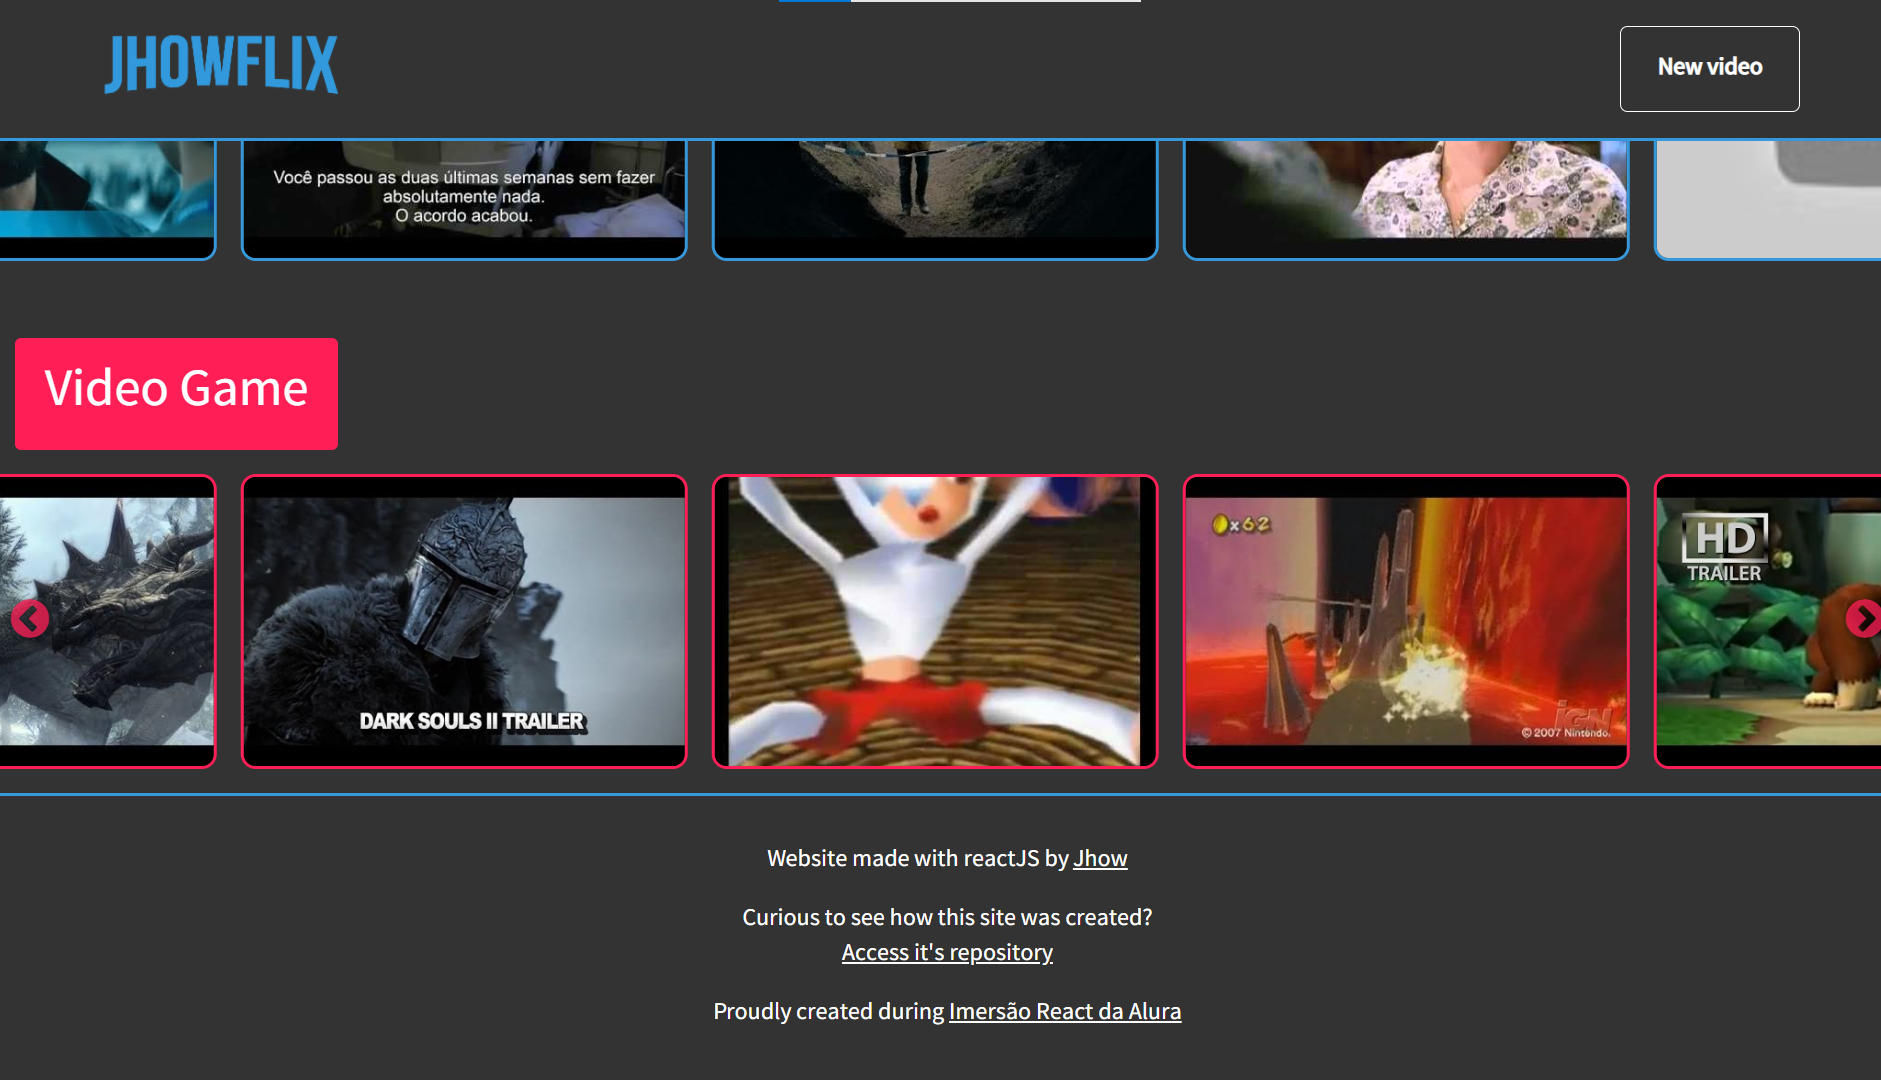 JHOWFLIX
New video
Você passou as duas últimas semanas sem fazer
absolutamente nada.
O acordo acabou.
Video Game
DARK SOULS II TRAILER
x62
IGN
© 2007 Nintendo.
HD
TRAILER
Website made with reactJS by Jhow
Curious to see how this site was created?
Access it's repository
Proudly created during Imersão React da Alura